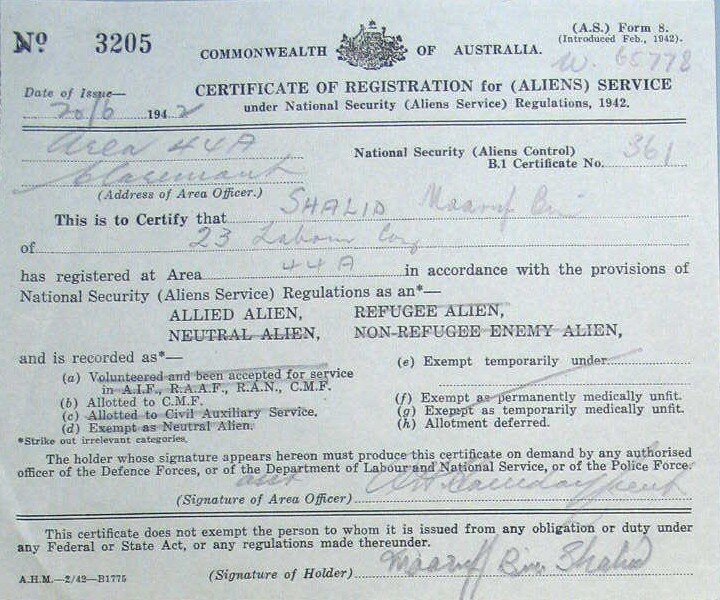 No 3205
COMMONWEALTH OF AUSTRALIA.
(A.S.) Form 8.
(Introduced Feb., 1942).
W. 65778
Date of Issue—
20/6 1942
CERTIFICATE OF REGISTRATION for (ALIENS) SERVICE
under National Security (Aliens Service) Regulations, 1942.
Area 44A
Claremont
(Address of Area Officer.)
National Security (Aliens Control)
B.1 Certificate No. 361
This is to Certify that SHALID Maaruf Bin
of 23 Labour Coy
has registered at Area 44A in accordance with the provisions of
National Security (Aliens Service) Regulations as an*—
ALLIED ALIEN, REFUGEE ALIEN,
NEUTRAL ALIEN, NON-REFUGEE ENEMY ALIEN,
and is recorded as*—
(a) Volunteered and been accepted for service
in A.I.F., R.A.A.F., R.A.N., C.M.F.
(b) Allotted to C.M.F.
(c) Allotted to Civil Auxiliary Service.
(d) Exempt as Neutral Alien.
*Strike out irrelevant categories.
(e) Exempt temporarily under
(f) Exempt as permanently medically unfit.
(g) Exempt as temporarily medically unfit.
(h) Allotment deferred.
The holder whose signature appears hereon must produce this certificate on demand by any authorised
officer of the Defence Forces, or of the Department of Labour and National Service, or of the Police Force.
(Signature of Area Officer)
This certificate does not exempt the person to whom it is issued from any obligation or duty under
any Federal or State Act, or any regulations made thereunder.
(Signature of Holder) Maaruff Bin Shalid
A.H.M.—2/42—B1775